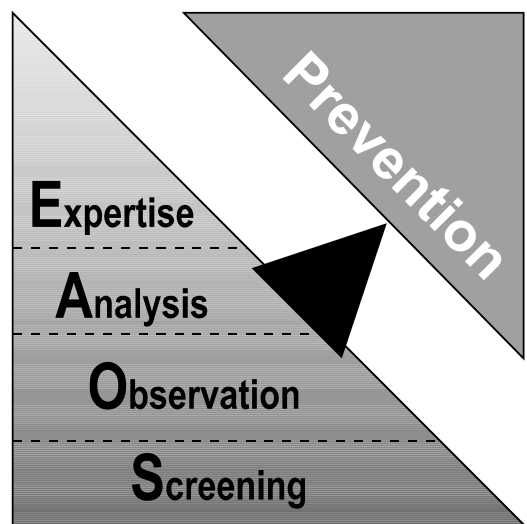 Prevention
Expertise
Analysis
Observation
Screening